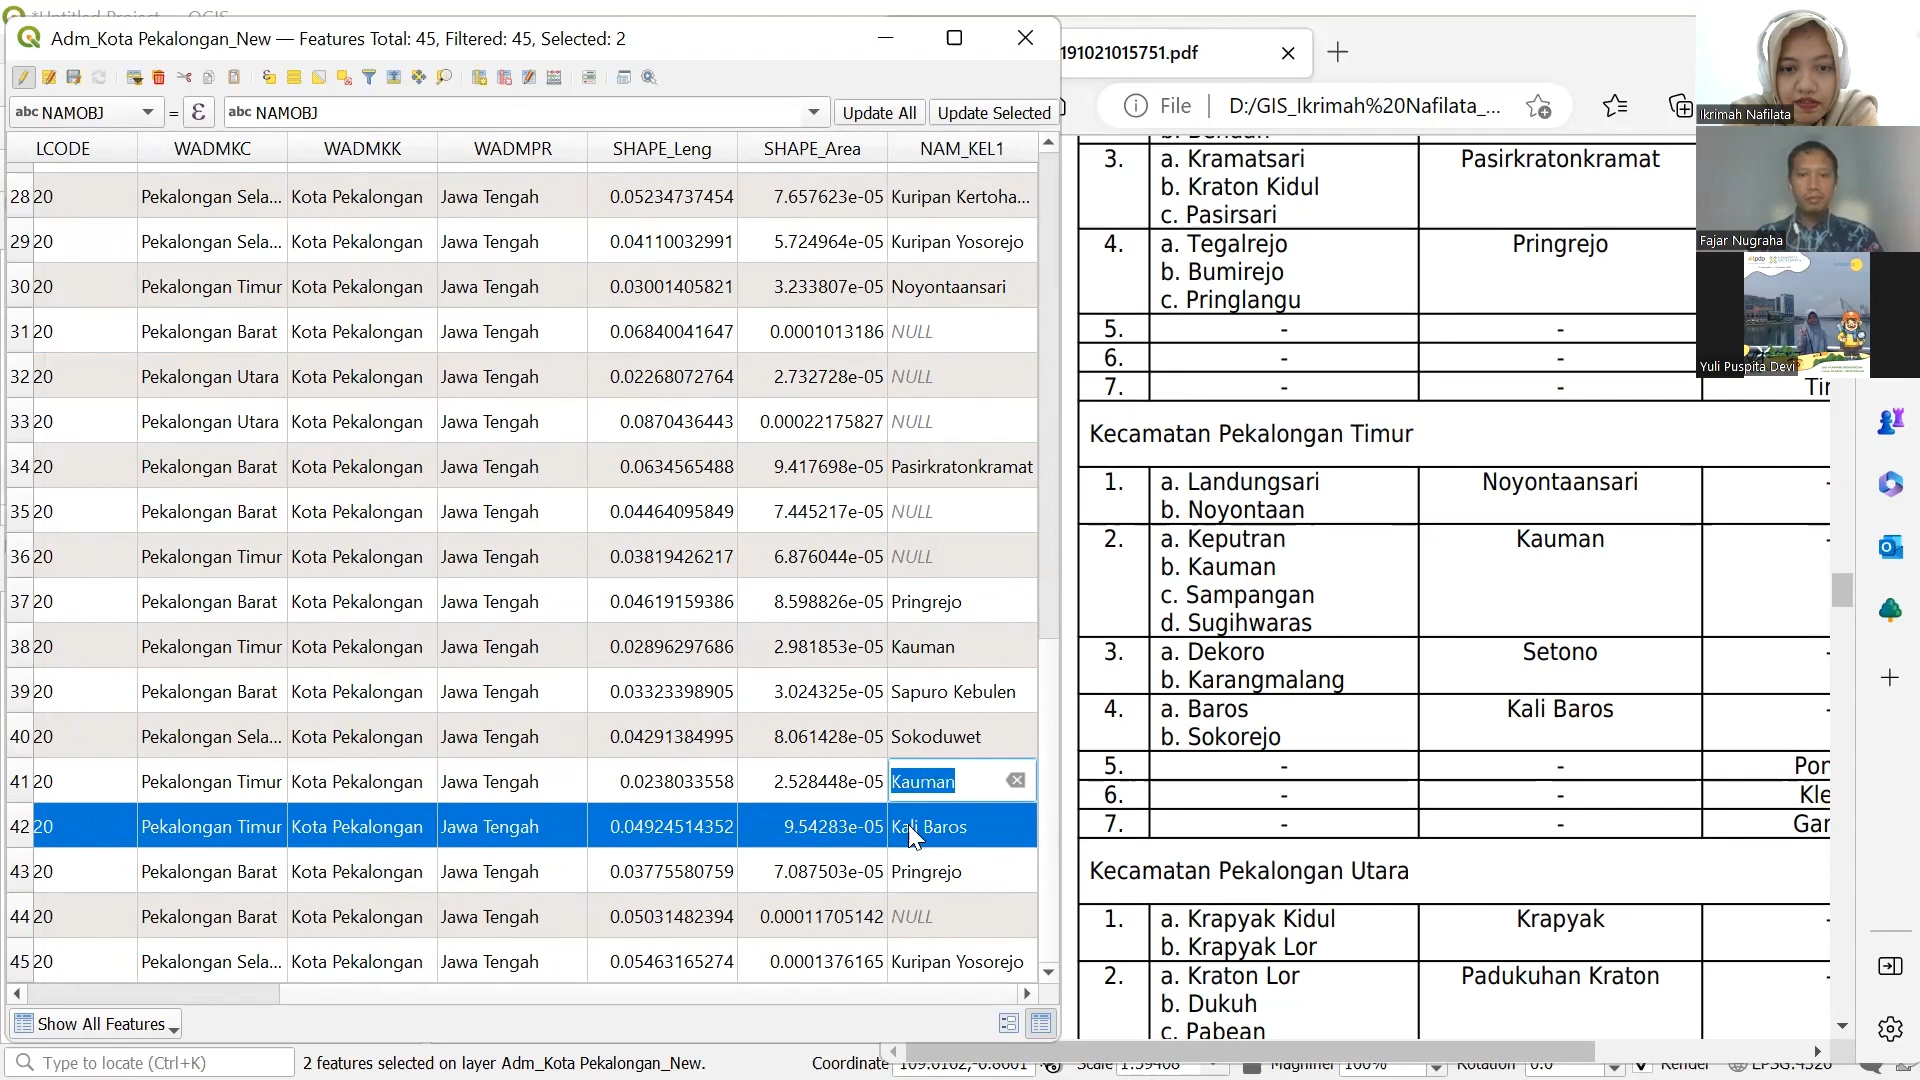 *Untitled Project — QGIS
Adm_Kota Pekalongan_New — Features Total: 45, Filtered: 45, Selected: 2
abc NAMOBJ = ε abc NAMOBJ Update All Update Selected
LCODE WADMKC WADMKK WADMPR SHAPE_Leng SHAPE_Area NAM_KEL1
28 20 Pekalongan Sela... Kota Pekalongan Jawa Tengah 0.05234737454 7.657623e-05 Kuripan Kertoha...
29 20 Pekalongan Sela... Kota Pekalongan Jawa Tengah 0.04110032991 5.724964e-05 Kuripan Yosorejo
30 20 Pekalongan Timur Kota Pekalongan Jawa Tengah 0.03001405821 3.233807e-05 Noyontaansari
31 20 Pekalongan Barat Kota Pekalongan Jawa Tengah 0.06840041647 0.0001013186 NULL
32 20 Pekalongan Utara Kota Pekalongan Jawa Tengah 0.02268072764 2.732728e-05 NULL
33 20 Pekalongan Utara Kota Pekalongan Jawa Tengah 0.0870436443 0.00022175827 NULL
34 20 Pekalongan Barat Kota Pekalongan Jawa Tengah 0.0634565488 9.417698e-05 Pasirkratonkramat
35 20 Pekalongan Barat Kota Pekalongan Jawa Tengah 0.04464095849 7.445217e-05 NULL
36 20 Pekalongan Timur Kota Pekalongan Jawa Tengah 0.03819426217 6.876044e-05 NULL
37 20 Pekalongan Barat Kota Pekalongan Jawa Tengah 0.04619159386 8.598826e-05 Pringrejo
38 20 Pekalongan Timur Kota Pekalongan Jawa Tengah 0.02896297686 2.981853e-05 Kauman
39 20 Pekalongan Barat Kota Pekalongan Jawa Tengah 0.03323398905 3.024325e-05 Sapuro Kebulen
40 20 Pekalongan Sela... Kota Pekalongan Jawa Tengah 0.04291384995 8.061428e-05 Sokoduwet
41 20 Pekalongan Timur Kota Pekalongan Jawa Tengah 0.0238033558 2.528448e-05 Kauman
42 20 Pekalongan Timur Kota Pekalongan Jawa Tengah 0.04924514352 9.54283e-05 Kali Baros
43 20 Pekalongan Barat Kota Pekalongan Jawa Tengah 0.03775580759 7.087503e-05 Pringrejo
44 20 Pekalongan Barat Kota Pekalongan Jawa Tengah 0.05031482394 0.00011705142 NULL
45 20 Pekalongan Sela... Kota Pekalongan Jawa Tengah 0.05463165274 0.0001376165 Kuripan Yosorejo
Show All Features
Type to locate (Ctrl+K) 2 features selected on layer Adm_Kota Pekalongan_New. Coordinate Scale Magnifier 100% Rotation 0.0 Render EPSG:4326
191021015751.pdf
File D:/GIS_Ikrimah%20Nafilata_...
3. a. Kramatsari Pasirkratonkramat
b. Kraton Kidul
c. Pasirsari
4. a. Tegalrejo Pringrejo
b. Bumirejo
c. Pringlangu
5. - -
6. - -
7. - - Tir
Kecamatan Pekalongan Timur
1. a. Landungsari Noyontaansari -
b. Noyontaan
2. a. Keputran Kauman -
b. Kauman
c. Sampangan
d. Sugihwaras
3. a. Dekoro Setono -
b. Karangmalang
4. a. Baros Kali Baros -
b. Sokorejo
5. - - Pon
6. - - Kle
7. - - Gar
Kecamatan Pekalongan Utara
1. a. Krapyak Kidul Krapyak -
b. Krapyak Lor
2. a. Kraton Lor Padukuhan Kraton -
b. Dukuh
c. Pabean
Ikrimah Nafilata
Fajar Nugraha
lpdp
Yuli Puspita Devi